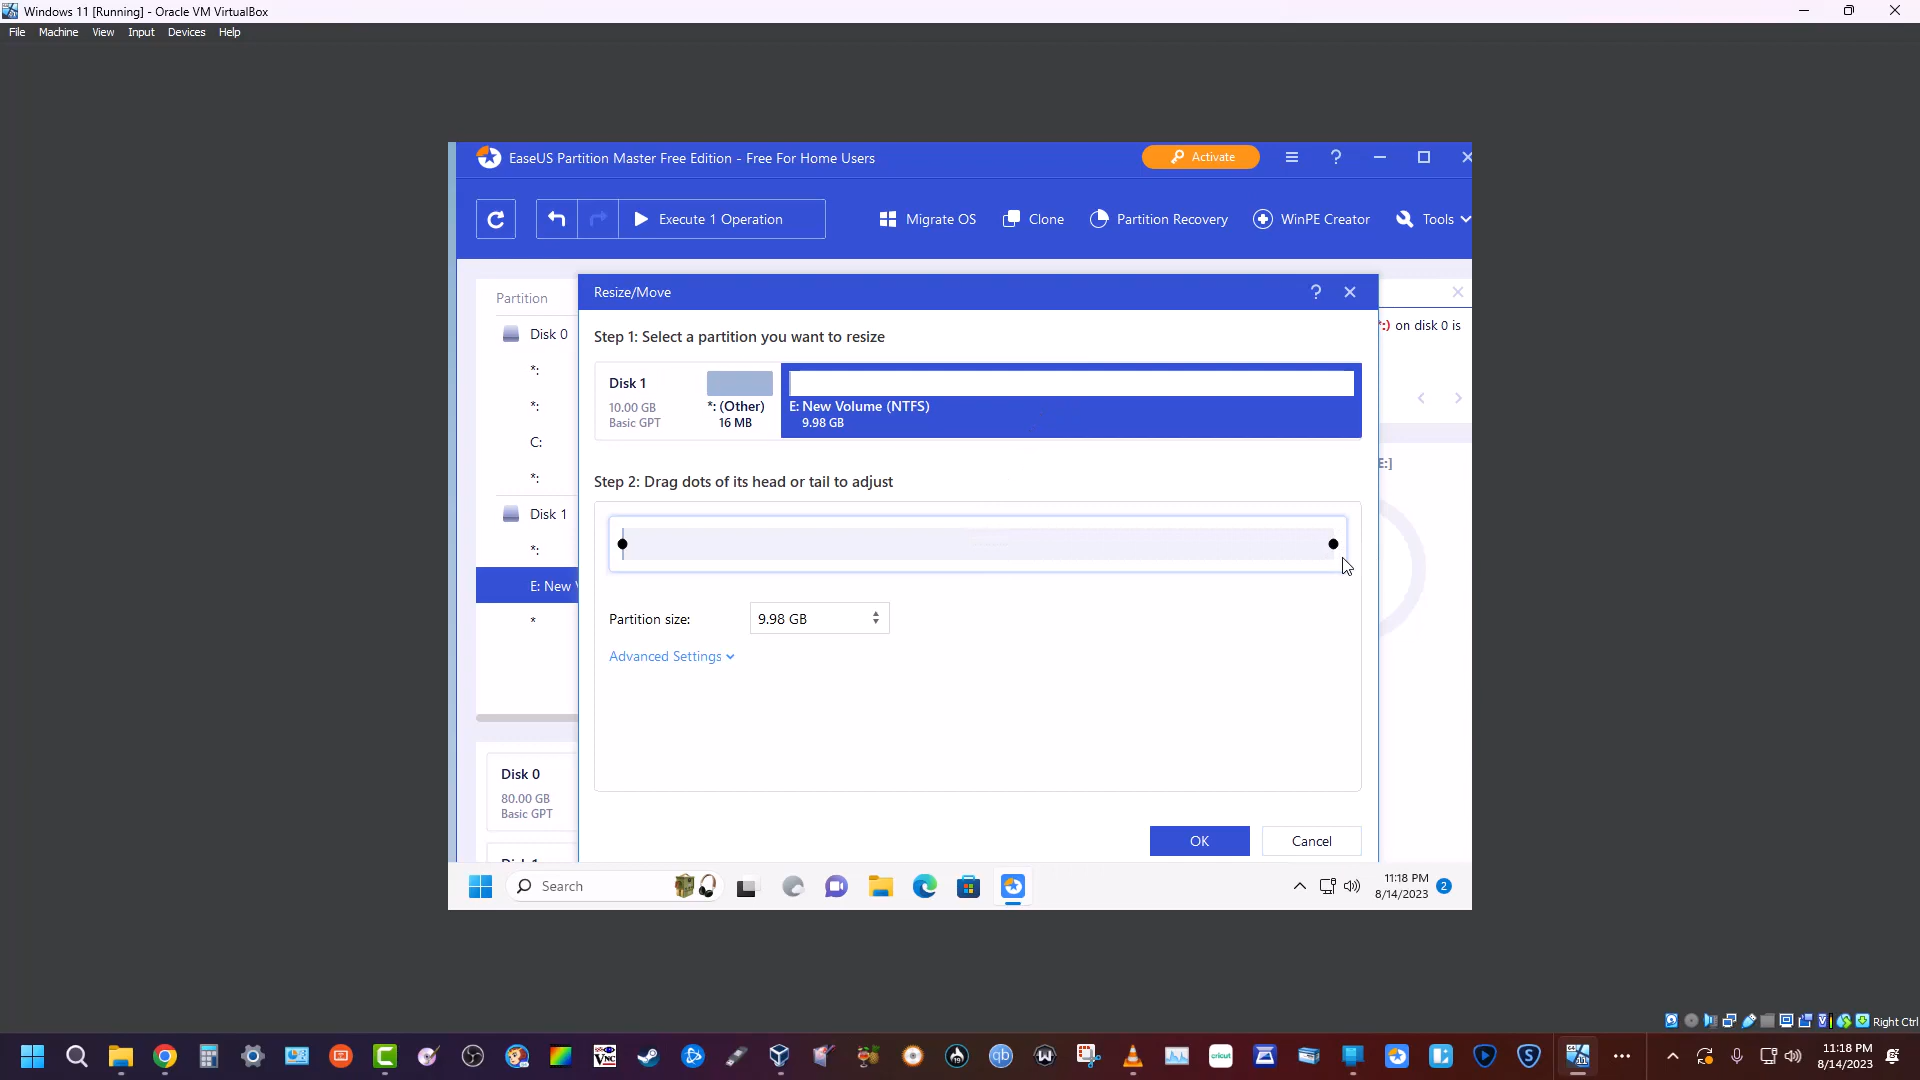 Windows 11 [Running] - Oracle VM VirtualBox
File Machine View Input Devices Help
EaseUS Partition Master Free Edition - Free For Home Users
Activate
Execute 1 Operation
Migrate OS
Clone
Partition Recovery
WinPE Creator
Tools
Partition
Disk 0
*:
*:
C:
*:
Disk 1
*:
E: New
*
Resize/Move
*:) on disk 0 is
E:]
Step 1: Select a partition you want to resize
Disk 1
10.00 GB
Basic GPT
*: (Other)
16 MB
E: New Volume (NTFS)
9.98 GB
Step 2: Drag dots of its head or tail to adjust
Partition size:
9.98 GB
Advanced Settings
Disk 0
80.00 GB
Basic GPT
OK
Cancel
Search
11:18 PM
8/14/2023
2
Right Ctrl
11:18 PM
8/14/2023